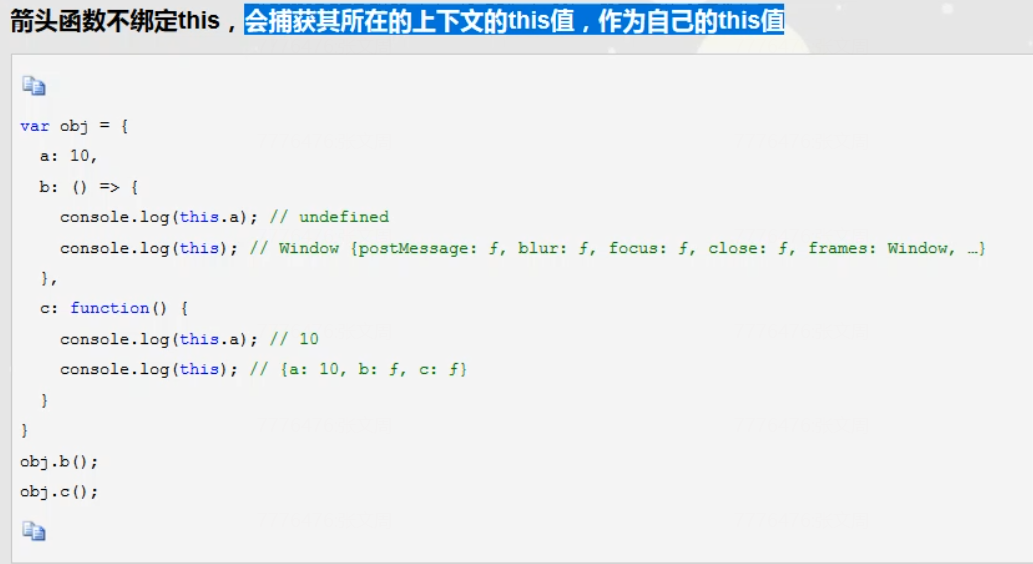 箭头函数不绑定this，会捕获其所在的上下文的this值，作为自己的this值
var obj = {
  a: 10,
  b: () => {
    console.log(this.a); // undefined
    console.log(this); // Window {postMessage: ƒ, blur: ƒ, focus: ƒ, close: ƒ, frames: Window, …}
  },
  c: function() {
    console.log(this.a); // 10
    console.log(this); // {a: 10, b: ƒ, c: ƒ}
  }
}
obj.b();
obj.c();